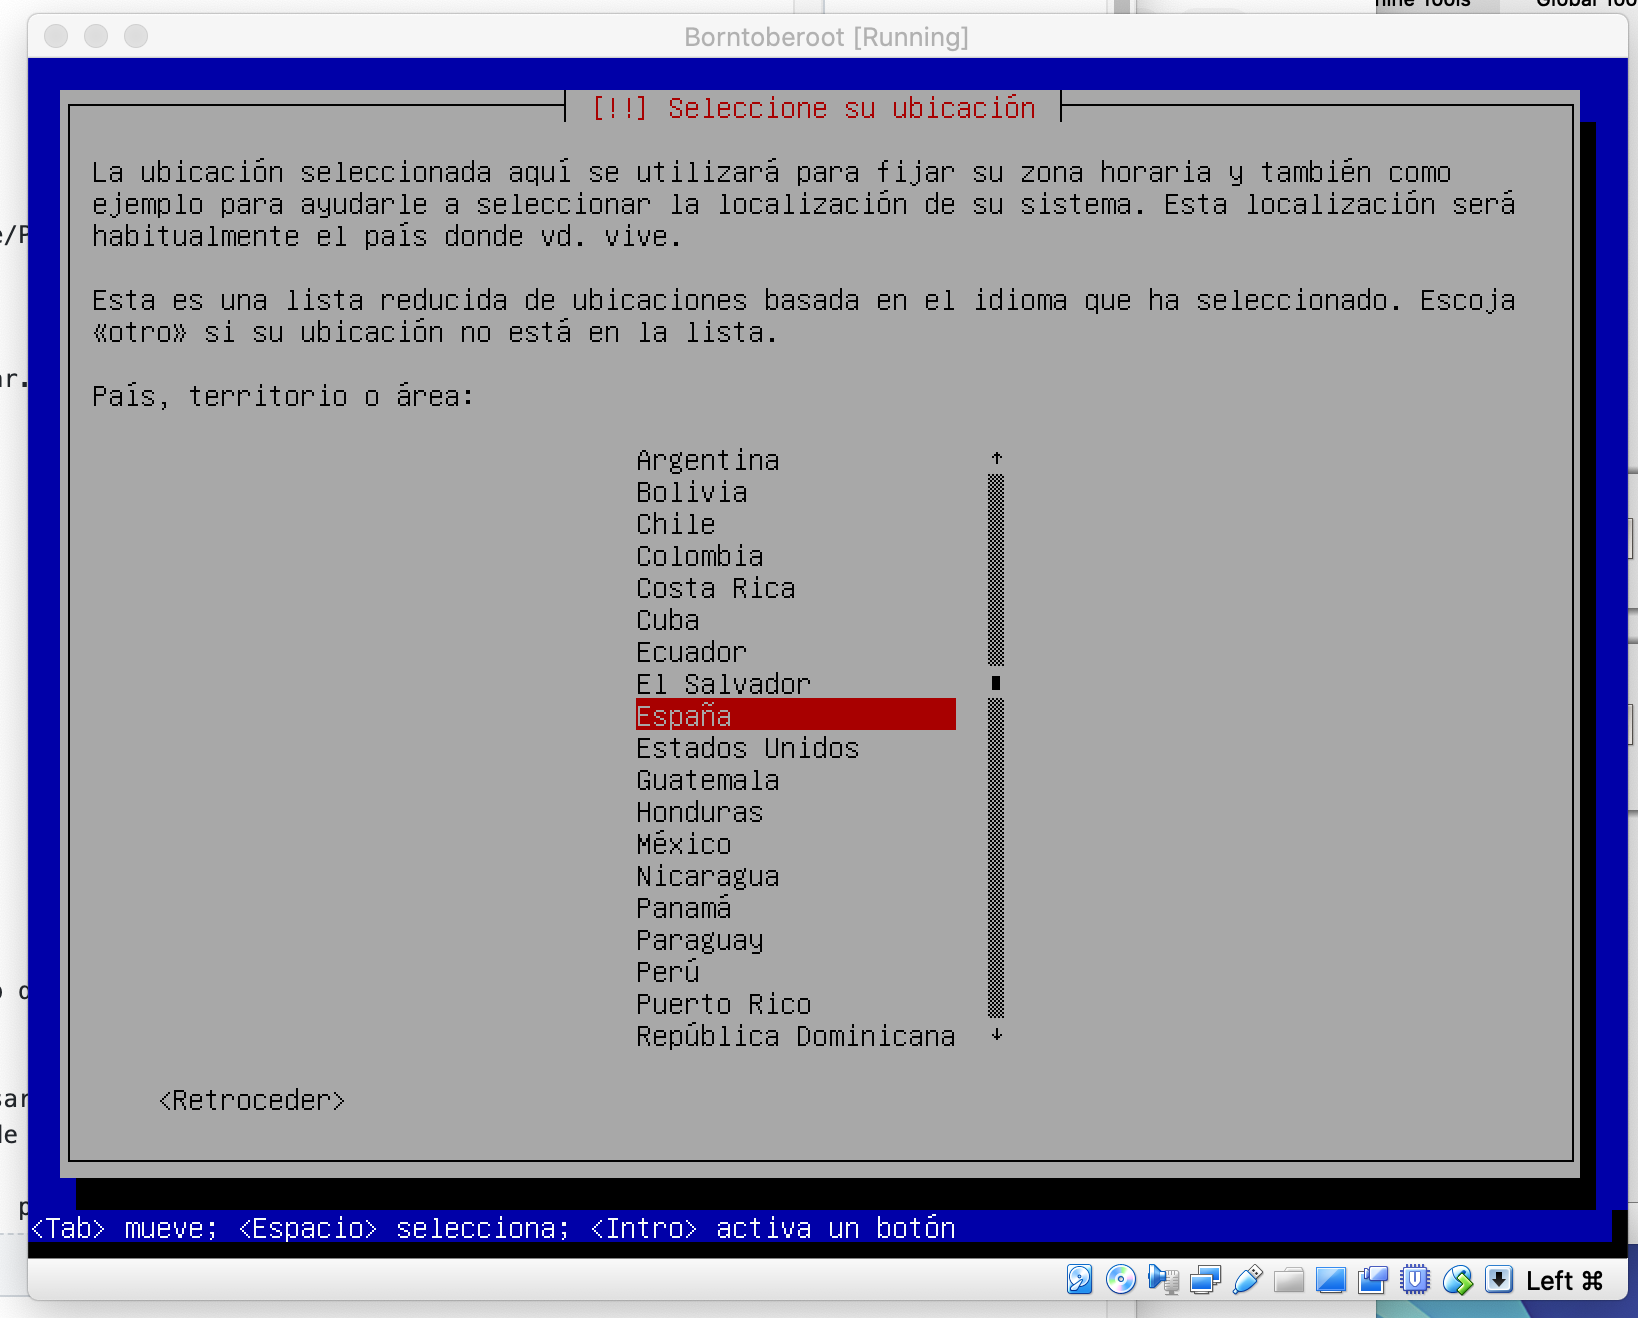 Borntoberoot [Running]
[!!] Seleccione su ubicación
La ubicación seleccionada aquí se utilizará para fijar su zona horaria y también como
ejemplo para ayudarle a seleccionar la localización de su sistema. Esta localización será
habitualmente el país donde vd. vive.
Esta es una lista reducida de ubicaciones basada en el idioma que ha seleccionado. Escoja
«otro» si su ubicación no está en la lista.
País, territorio o área:
Argentina
Bolivia
Chile
Colombia
Costa Rica
Cuba
Ecuador
El Salvador
España
Estados Unidos
Guatemala
Honduras
México
Nicaragua
Panamá
Paraguay
Perú
Puerto Rico
República Dominicana
<Retroceder>
<Tab> mueve; <Espacio> selecciona; <Intro> activa un botón
Left ⌘